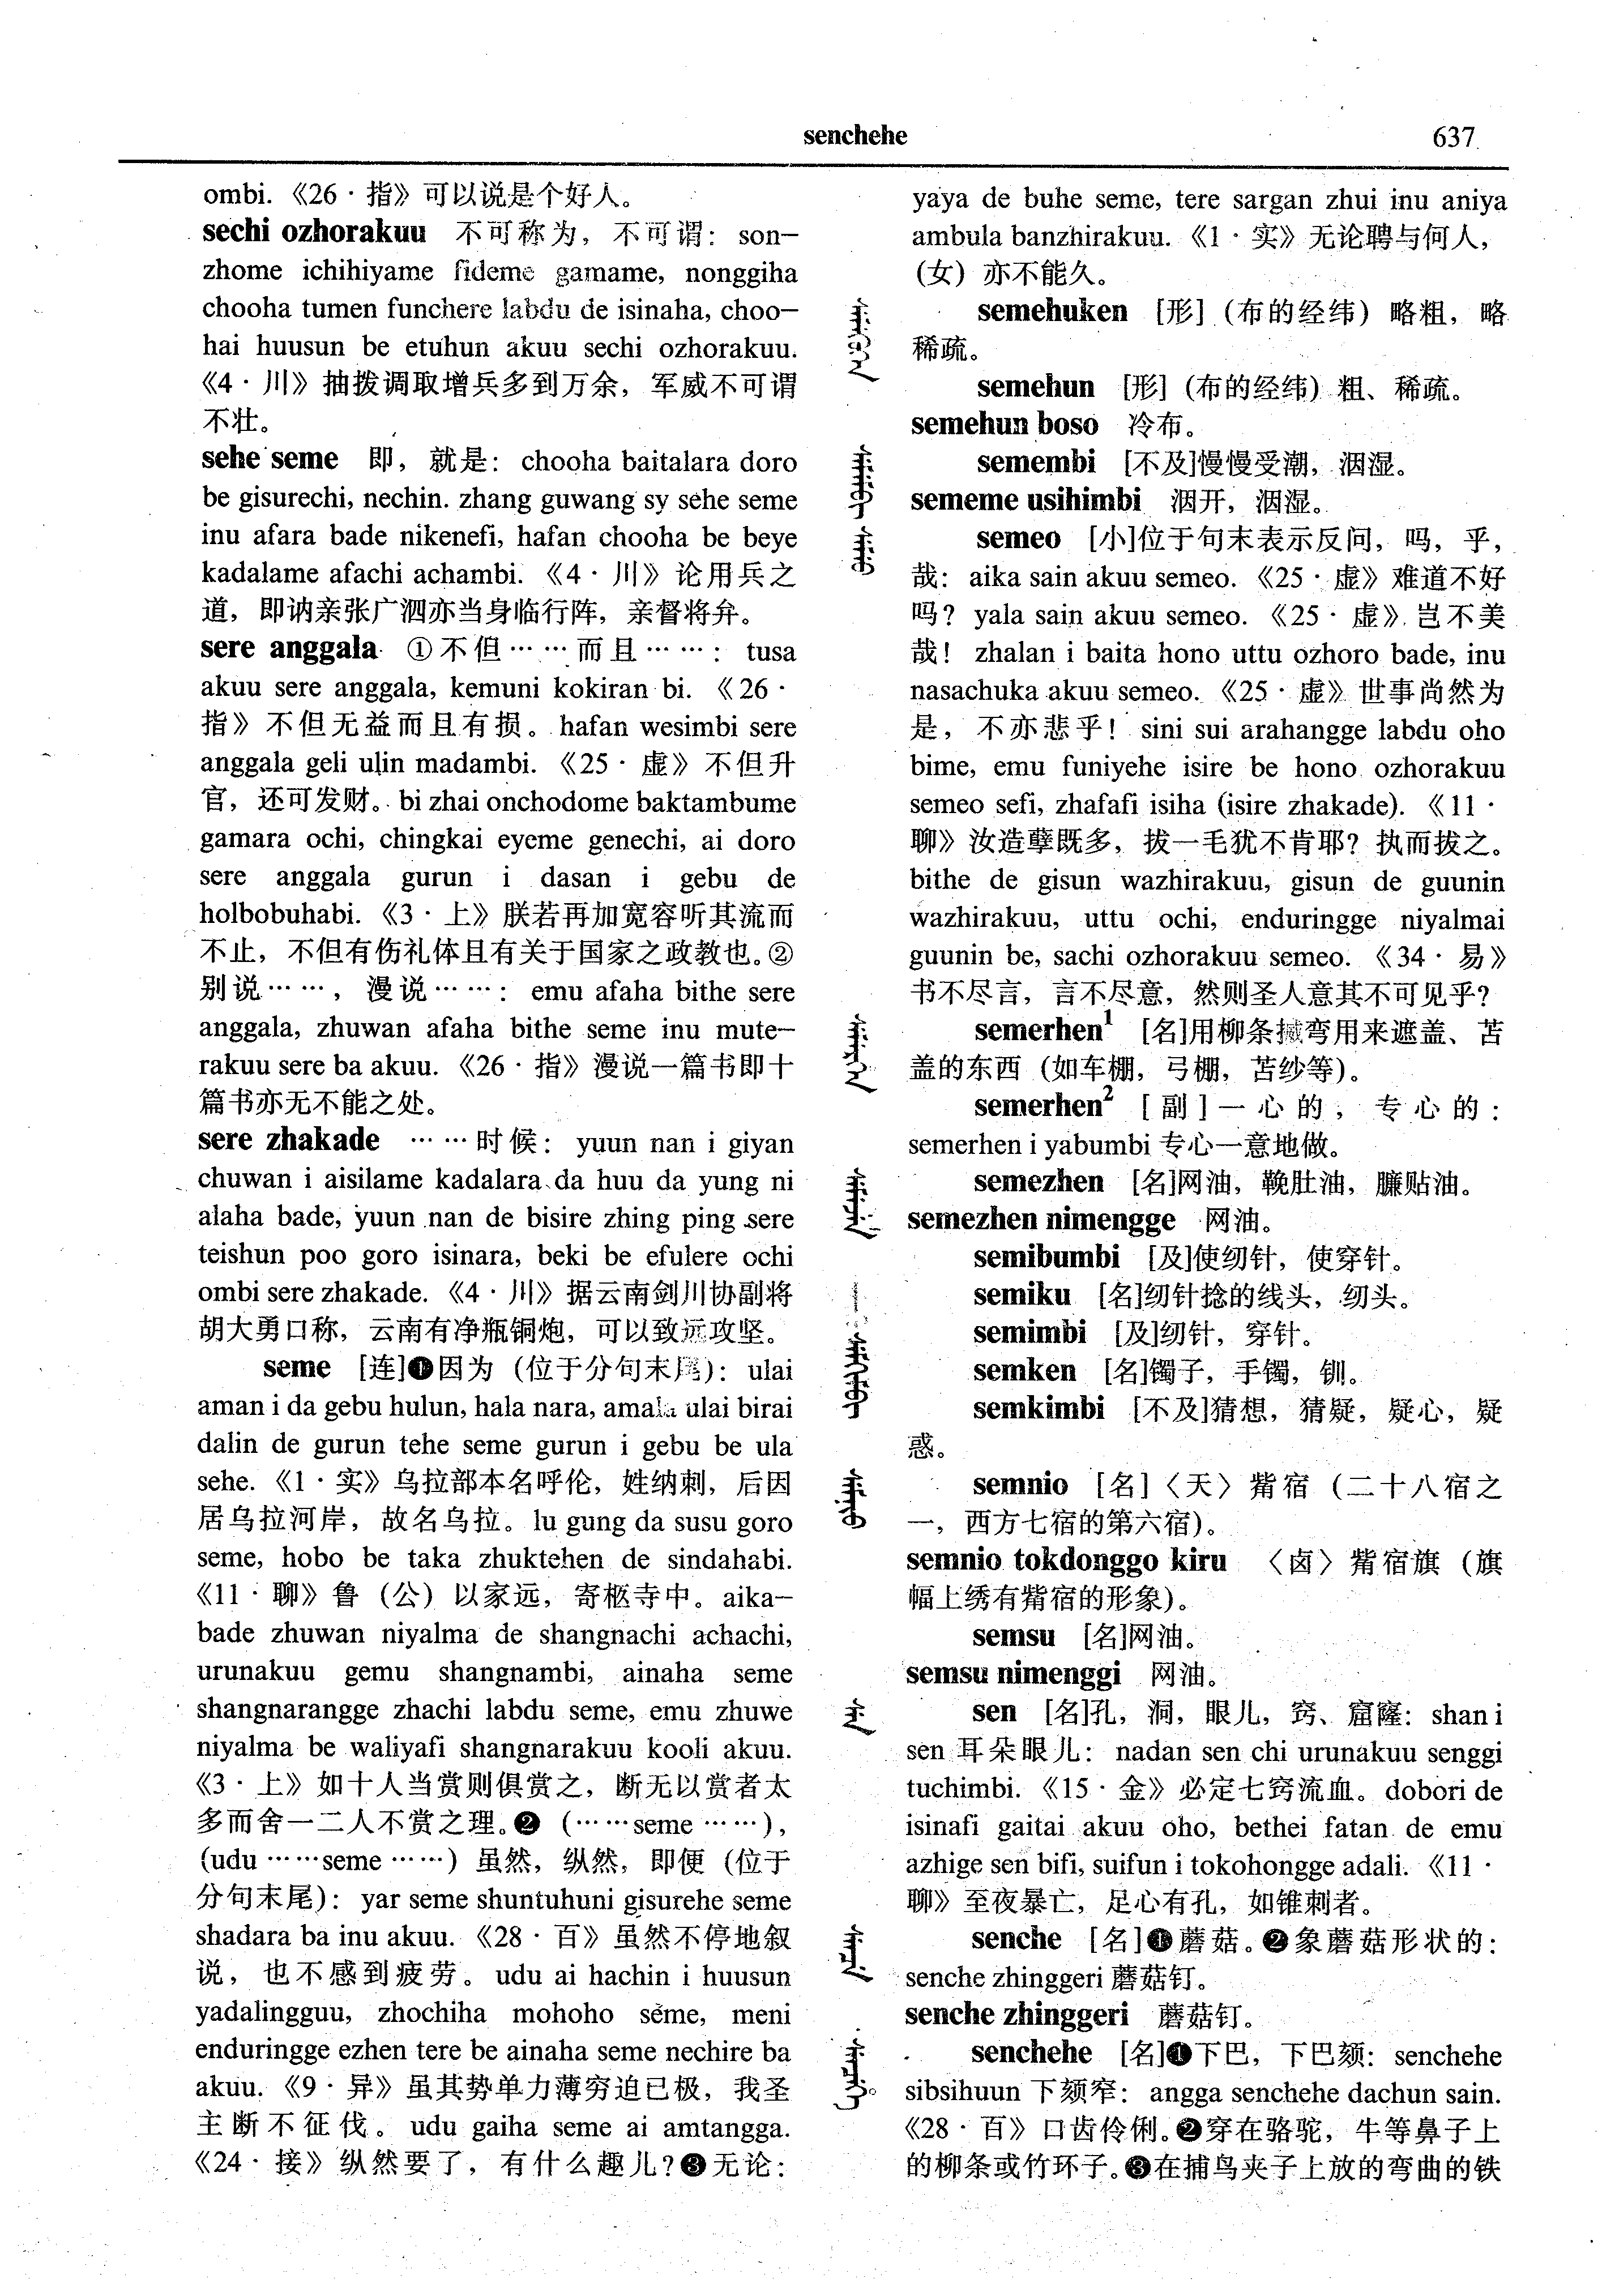 senchehe
637
ombi.《26·指》可以说是个好人。
sechi ozhorakuu 不可称为，不可谓：son–
zhome ichihiyame fideme gamame, nonggiha
chooha tumen funchere labdu de isinaha, choo–
hai huusun be etuhun akuu sechi ozhorakuu.
《4·川》抽拨调取增兵多到万余，军威不可谓
不壮。
sehe seme 即，就是：chooha baitalara doro
be gisurechi, nechin. zhang guwang sy sehe seme
inu afara bade nikenefi, hafan chooha be beye
kadalame afachi achambi.《4·川》论用兵之
道，即讷亲张广泗亦当身临行阵，亲督将弁。
sere anggala ①不但……而且……：tusa
akuu sere anggala, kemuni kokiran bi.《26·
指》不但无益而且有损。hafan wesimbi sere
anggala geli ulin madambi.《25·虚》不但升
官，还可发财。bi zhai onchodome baktambume
gamara ochi, chingkai eyeme genechi, ai doro
sere anggala gurun i dasan i gebu de
holbobuhabi.《3·上》朕若再加宽容听其流而
不止，不但有伤礼体且有关于国家之政教也。②
别说……，漫说……：emu afaha bithe sere
anggala, zhuwan afaha bithe seme inu mute–
rakuu sere ba akuu.《26·指》漫说一篇书即十
篇书亦无不能之处。
sere zhakade ……时候：yuun nan i giyan
chuwan i aisilame kadalara da huu da yung ni
alaha bade, yuun nan de bisire zhing ping sere
teishun poo goro isinara, beki be efulere ochi
ombi sere zhakade.《4·川》据云南剑川协副将
胡大勇口称，云南有净瓶铜炮，可以致远攻坚。
seme [连]❶因为（位于分句末尾）：ulai
aman i da gebu hulun, hala nara, amala ulai birai
dalin de gurun tehe seme gurun i gebu be ula
sehe.《1·实》乌拉部本名呼伦，姓纳刺，后因
居乌拉河岸，故名乌拉。lu gung da susu goro
seme, hobo be taka zhuktehen de sindahabi.
《11·聊》鲁（公）以家远，寄柩寺中。aika–
bade zhuwan niyalma de shangnachi achachi,
urunakuu gemu shangnambi, ainaha seme
shangnarangge zhachi labdu seme, emu zhuwe
niyalma be waliyafi shangnarakuu kooli akuu.
《3·上》如十人当赏则俱赏之，断无以赏者太
多而舍一二人不赏之理。❷（……seme……），
（udu……seme……）虽然，纵然，即便（位于
分句末尾）：yar seme shuntuhuni gisurehe seme
shadara ba inu akuu.《28·百》虽然不停地叙
说，也不感到疲劳。udu ai hachin i huusun
yadalingguu, zhochiha mohoho seme, meni
enduringge ezhen tere be ainaha seme nechire ba
akuu.《9·异》虽其势单力薄穷迫已极，我圣
主断不征伐。udu gaiha seme ai amtangga.
《24·接》纵然要了，有什么趣儿？❸无论：
yaya de buhe seme, tere sargan zhui inu aniya
ambula banzhirakuu.《1·实》无论聘与何人，
（女）亦不能久。
semehuken [形]（布的经纬）略粗，略
稀疏。
semehun [形]（布的经纬）粗、稀疏。
semehun boso 冷布。
semembi [不及]慢慢受潮，洇湿。
sememe usihimbi 洇开，洇湿。
semeo [小]位于句末表示反问，吗，乎，
哉：aika sain akuu semeo.《25·虚》难道不好
吗？yala sain akuu semeo.《25·虚》岂不美
哉！zhalan i baita hono uttu ozhoro bade, inu
nasachuka akuu semeo.《25·虚》世事尚然为
是，不亦悲乎！sini sui arahangge labdu oho
bime, emu funiyehe isire be hono ozhorakuu
semeo sefi, zhafafi isiha (isire zhakade).《11·
聊》汝造孽既多，拔一毛犹不肯耶？执而拔之。
bithe de gisun wazhirakuu, gisun de guunin
wazhirakuu, uttu ochi, enduringge niyalmai
guunin be, sachi ozhorakuu semeo.《34·易》
书不尽言，言不尽意，然则圣人意其不可见乎？
semerhen¹ [名]用柳条㧰弯用来遮盖、苫
盖的东西（如车棚，弓棚，苫纱等）。
semerhen² [副]一心的，专心的：
semerhen i yabumbi 专心一意地做。
semezhen [名]网油，鞔肚油，臁贴油。
semezhen nimengge 网油。
semibumbi [及]使纫针，使穿针。
semiku [名]纫针捻的线头，纫头。
semimbi [及]纫针，穿针。
semken [名]镯子，手镯，钏。
semkimbi [不及]猜想，猜疑，疑心，疑
惑。
semnio [名]〈天〉觜宿（二十八宿之
一，西方七宿的第六宿）。
semnio tokdonggo kiru 〈卤〉觜宿旗（旗
幅上绣有觜宿的形象）。
semsu [名]网油。
semsu nimenggi 网油。
sen [名]孔，洞，眼儿，窍、窟窿：shan i
sen 耳朵眼儿：nadan sen chi urunakuu senggi
tuchimbi.《15·金》必定七窍流血。dobori de
isinafi gaitai akuu oho, bethei fatan de emu
azhige sen bifi, suifun i tokohongge adali.《11·
聊》至夜暴亡，足心有孔，如锥刺者。
senche [名]❶蘑菇。❷象蘑菇形状的：
senche zhinggeri 蘑菇钉。
senche zhinggeri 蘑菇钉。
senchehe [名]❶下巴，下巴颏：senchehe
sibsihuun 下颏窄：angga senchehe dachun sain.
《28·百》口齿伶俐。❷穿在骆驼，牛等鼻子上
的柳条或竹环子。❸在捕鸟夹子上放的弯曲的铁